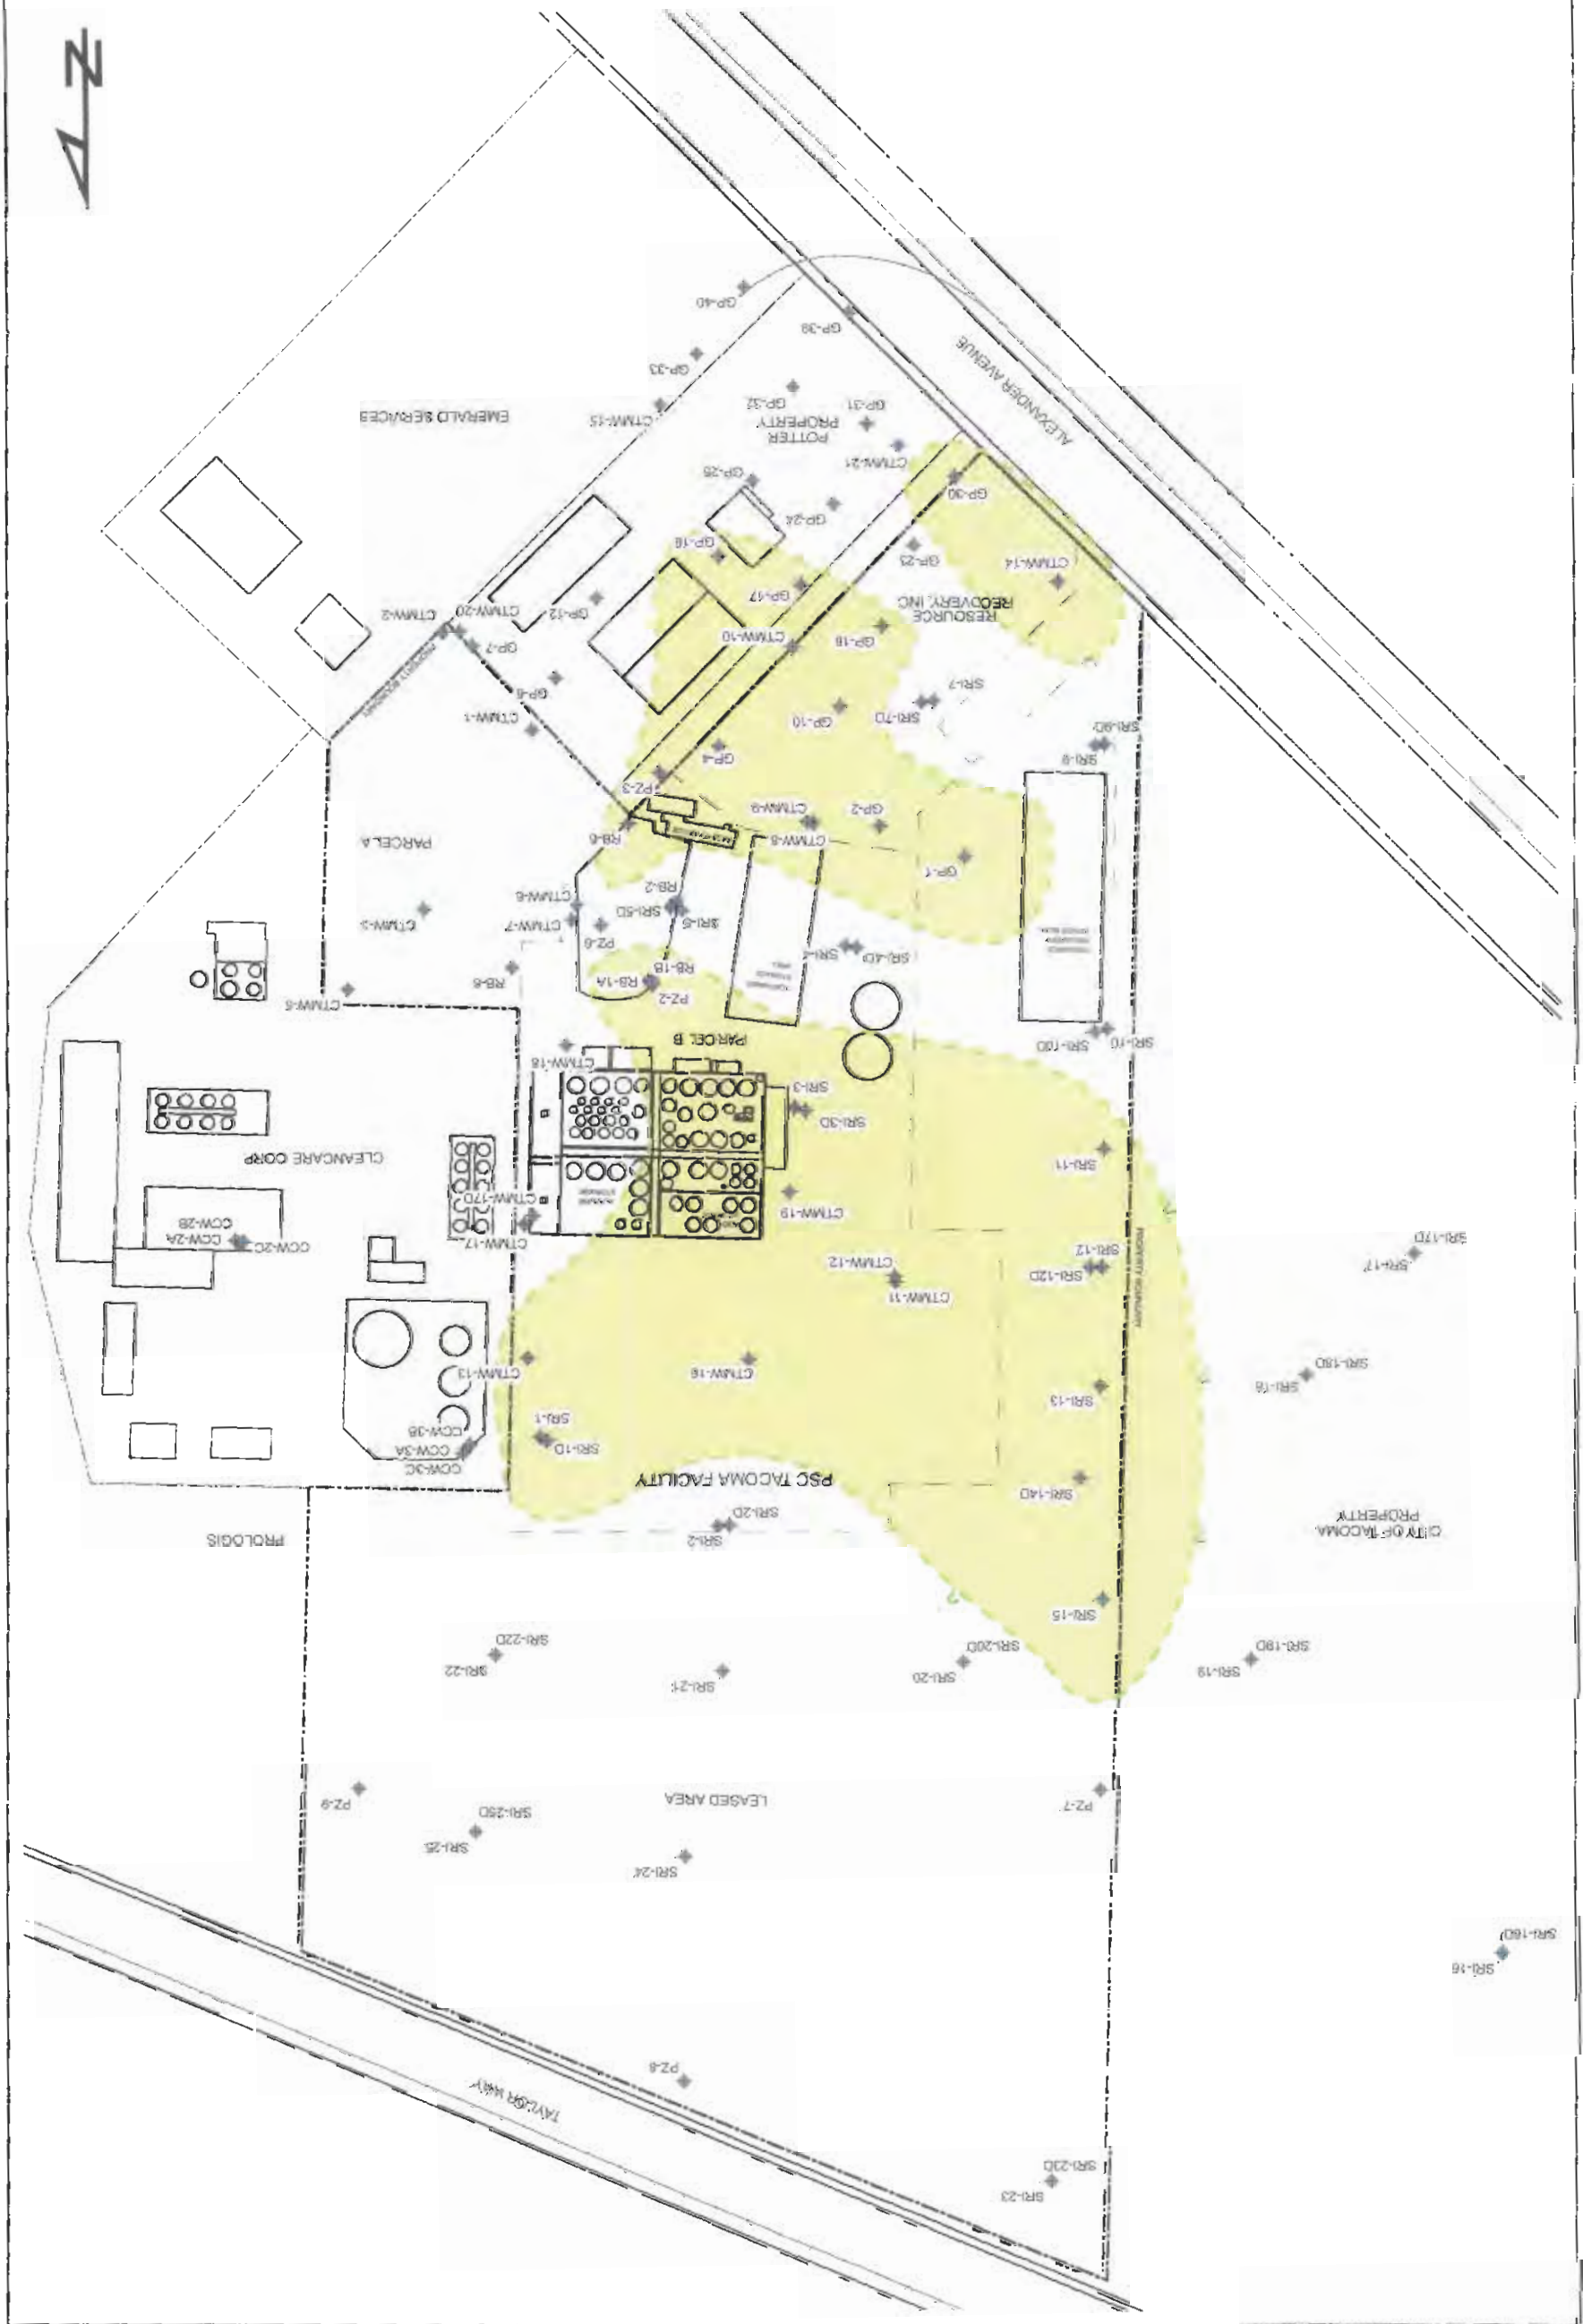 SRI-23
SRI-23D
TAYLOR WAY
PZ-8
SRI-16
SRI-16D
SRI-24
SRI-25
SRI-25D
PZ-7
LEASED AREA
PZ-9
SRI-19
SRI-19D
SRI-20
SRI-20D
SRI-21
SRI-22
SRI-22D
SRI-15
CITY OF TACOMA
PROPERTY
SRI-2
SRI-2D
PROLOGIS
SRI-14D
PSC TACOMA FACILITY
SRI-1D
SRI-1
CCW-3C
CCW-3A
CCW-3B
SRI-18
SRI-18D
SRI-13
CTMW-16
CTMW-13
SRI-17
SRI-17D
SRI-12D
SRI-12
PROPERTY BOUNDARY
CTMW-11
CTMW-12
CTMW-19
CTMW-17
CTMW-17D
CCW-2C
CCW-2A
CCW-2B
CLEANCARE CORP
SRI-11
SRI-3D
SRI-3
CTMW-18
PARCEL B
SRI-10
SRI-10D
PZ-2
RB-1A
RB-1B
RB-8
CTMW-5
SRI-4D
SRI-4
PZ-6
CTMW-7
CTMW-6
SRI-5
SRI-5D
RB-2
CTMW-3
GP-1
PARCEL A
CTMW-8
CTMW-9
GP-2
RB-6
PZ-3
GP-4
SRI-9
SRI-9D
SRI-7D
SRI-7
GP-10
CTMW-1
GP-6
PROPERTY BOUNDARY
GP-7
CTMW-20
CTMW-2
CTMW-10
GP-18
RESOURCE
RECOVERY, INC
GP-17
GP-12
CTMW-14
GP-23
GP-16
GP-24
GP-30
GP-25
CTMW-21
POTTER
PROPERTY
GP-31
GP-32
CTMW-15
EMERALD SERVICES
ALEXANDER AVENUE
GP-33
GP-39
GP-40
N